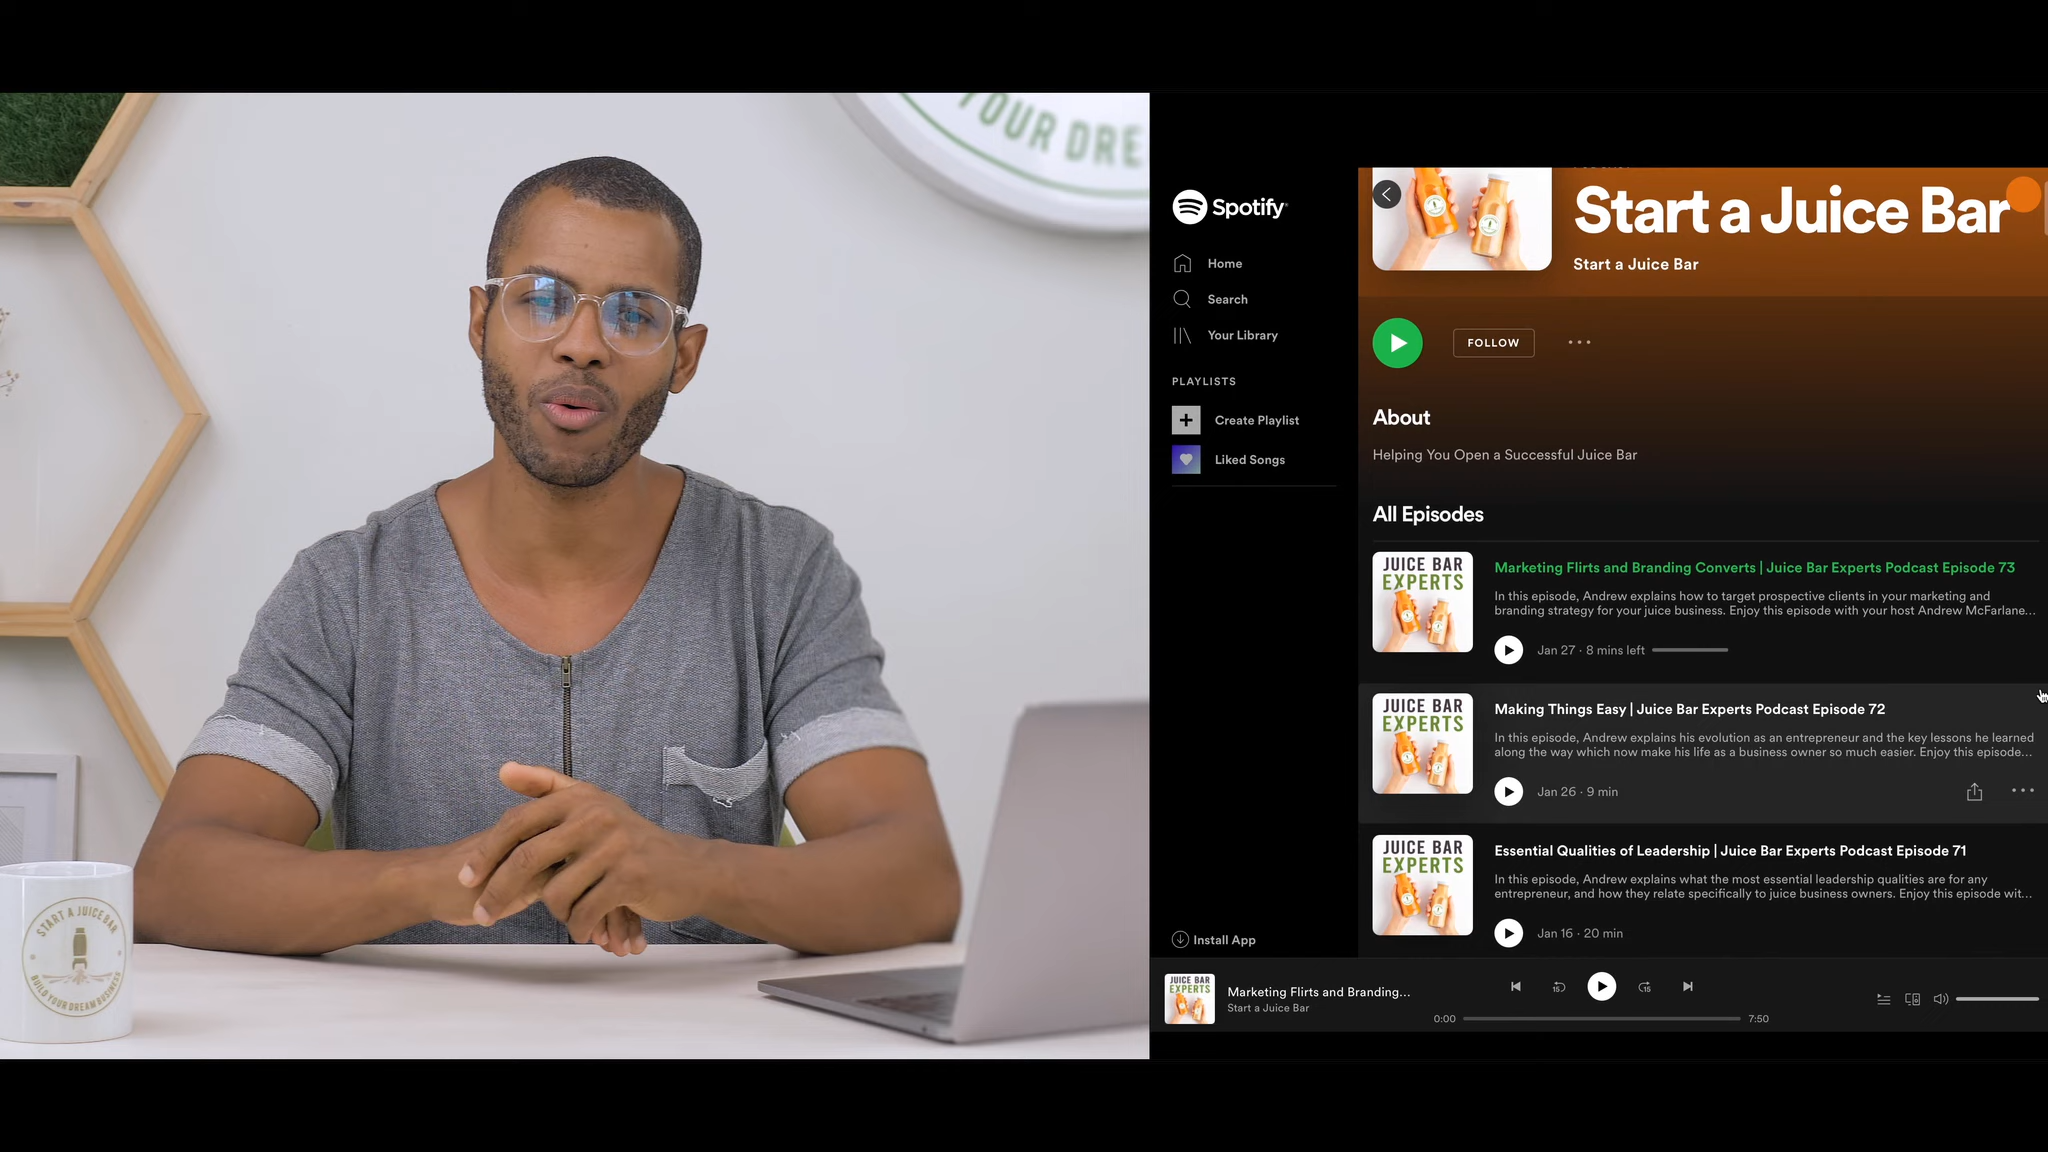 YOUR DRE
START A JUICE BAR
BUILD YOUR DREAM BUSINESS
Spotify
Home
Search
Your Library
PLAYLISTS
Create Playlist
Liked Songs
Install App
Start a Juice Bar
Start a Juice Bar
FOLLOW
About
Helping You Open a Successful Juice Bar
All Episodes
JUICE BAR
EXPERTS
Marketing Flirts and Branding Converts | Juice Bar Experts Podcast Episode 73
In this episode, Andrew explains how to target prospective clients in your marketing and
branding strategy for your juice business. Enjoy this episode with your host Andrew McFarlane...
Jan 27 · 8 mins left
JUICE BAR
EXPERTS
Making Things Easy | Juice Bar Experts Podcast Episode 72
In this episode, Andrew explains his evolution as an entrepreneur and the key lessons he learned
along the way which now make his life as a business owner so much easier. Enjoy this episode...
Jan 26 · 9 min
JUICE BAR
EXPERTS
Essential Qualities of Leadership | Juice Bar Experts Podcast Episode 71
In this episode, Andrew explains what the most essential leadership qualities are for any
entrepreneur, and how they relate specifically to juice business owners. Enjoy this episode wit...
Jan 16 · 20 min
JUICE BAR
EXPERTS
Marketing Flirts and Branding...
Start a Juice Bar
15
15
0:00
7:50